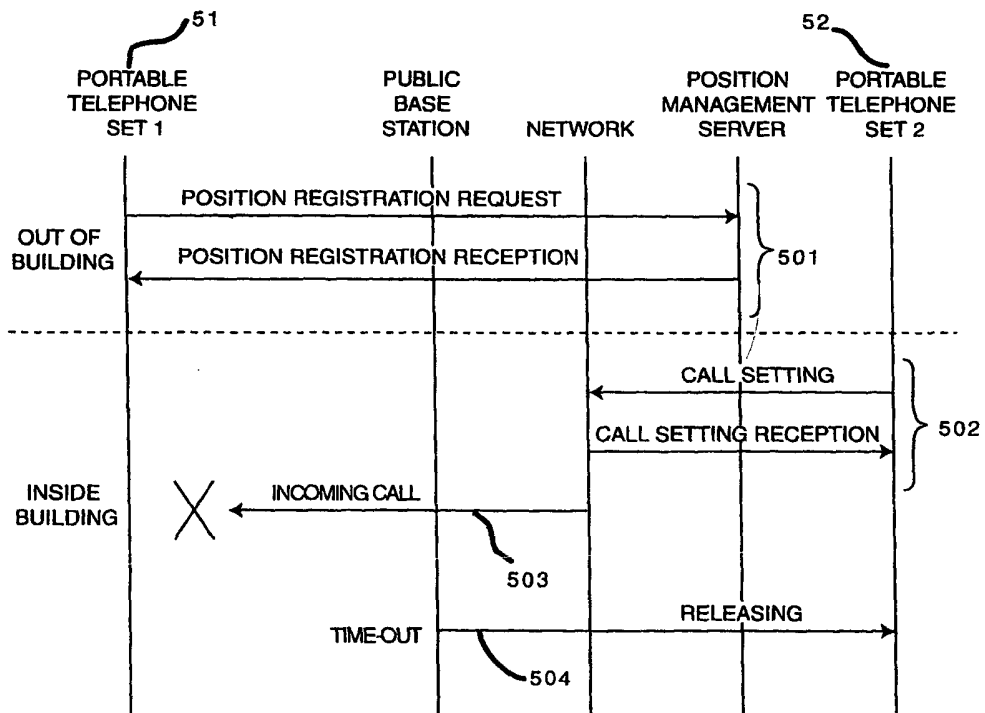 51
52
PORTABLE
TELEPHONE
SET 1
PUBLIC
BASE
STATION
NETWORK
POSITION
MANAGEMENT
SERVER
PORTABLE
TELEPHONE
SET 2
POSITION REGISTRATION REQUEST
OUT OF
BUILDING
POSITION REGISTRATION RECEPTION
501
CALL SETTING
CALL SETTING RECEPTION
502
INSIDE
BUILDING
INCOMING CALL
503
TIME-OUT
RELEASING
504